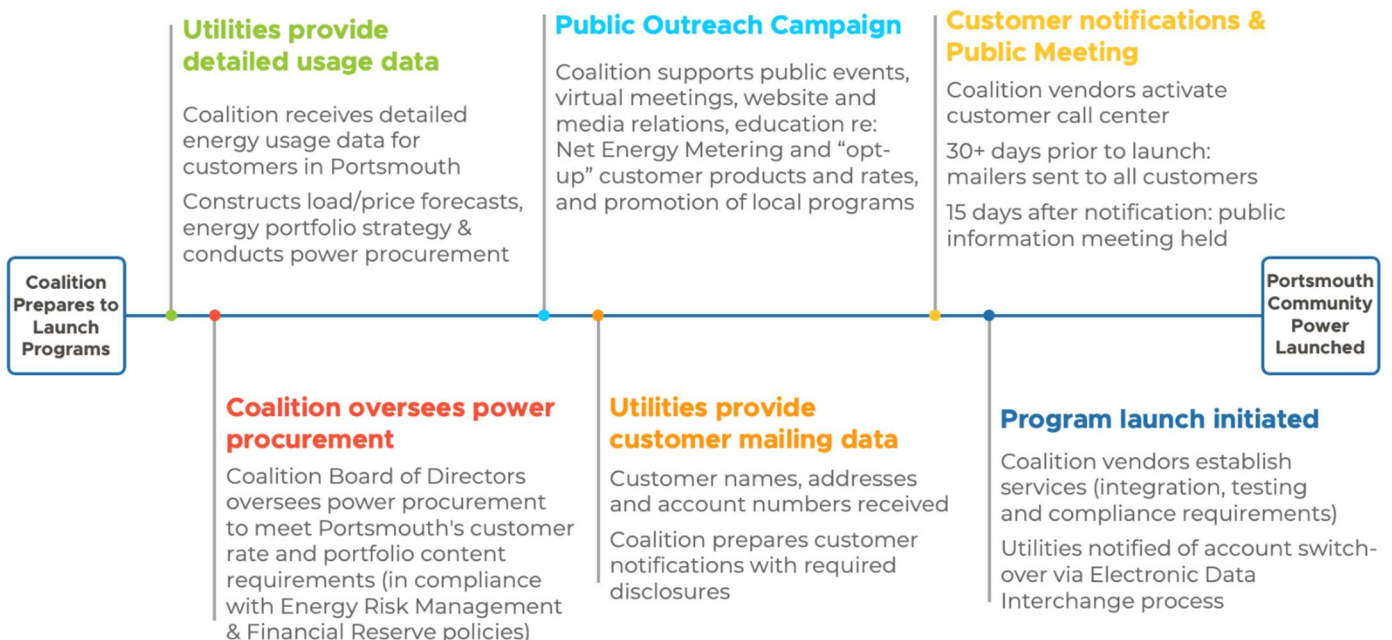 Utilities provide
detailed usage data
Coalition receives detailed
energy usage data for
customers in Portsmouth
Constructs load/price forecasts,
energy portfolio strategy &
conducts power procurement
Public Outreach Campaign
Coalition supports public events,
virtual meetings, website and
media relations, education re:
Net Energy Metering and “opt-
up” customer products and rates,
and promotion of local programs
Customer notifications &
Public Meeting
Coalition vendors activate
customer call center
30+ days prior to launch:
mailers sent to all customers
15 days after notification: public
information meeting held
Coalition
Prepares to
Launch
Programs
Portsmouth
Community
Power
Launched
Coalition oversees power
procurement
Coalition Board of Directors
oversees power procurement
to meet Portsmouth's customer
rate and portfolio content
requirements (in compliance
with Energy Risk Management
& Financial Reserve policies)
Utilities provide
customer mailing data
Customer names, addresses
and account numbers received
Coalition prepares customer
notifications with required
disclosures
Program launch initiated
Coalition vendors establish
services (integration, testing
and compliance requirements)
Utilities notified of account switch-
over via Electronic Data
Interchange process